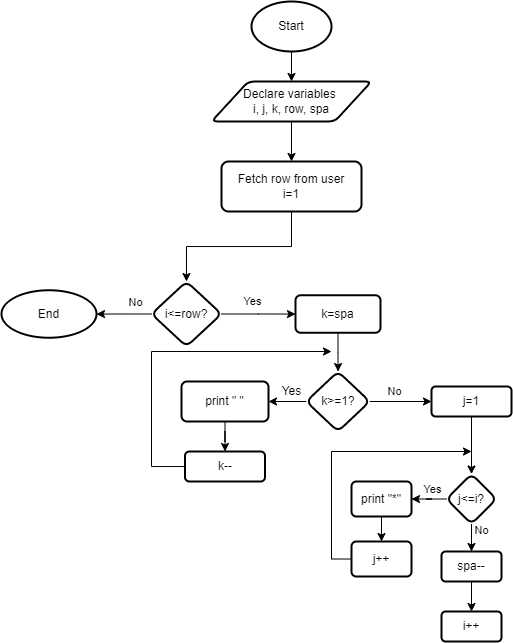 Start
Declare variables
i, j, k, row, spa
Fetch row from user
i=1
End
No
i<=row?
Yes
k=spa
print " "
Yes
k>=1?
No
j=1
k--
print "*"
Yes
j<=i?
No
j++
spa--
i++